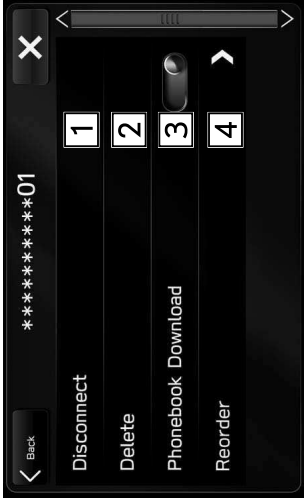 Back
***********01
Disconnect 1
Delete 2
Phonebook Download 3
Reorder 4